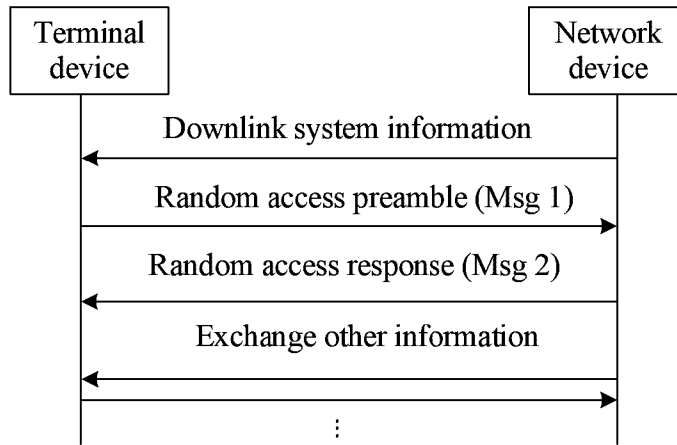 Terminal
device
Network
device
Downlink system information
Random access preamble (Msg 1)
Random access response (Msg 2)
Exchange other information
...